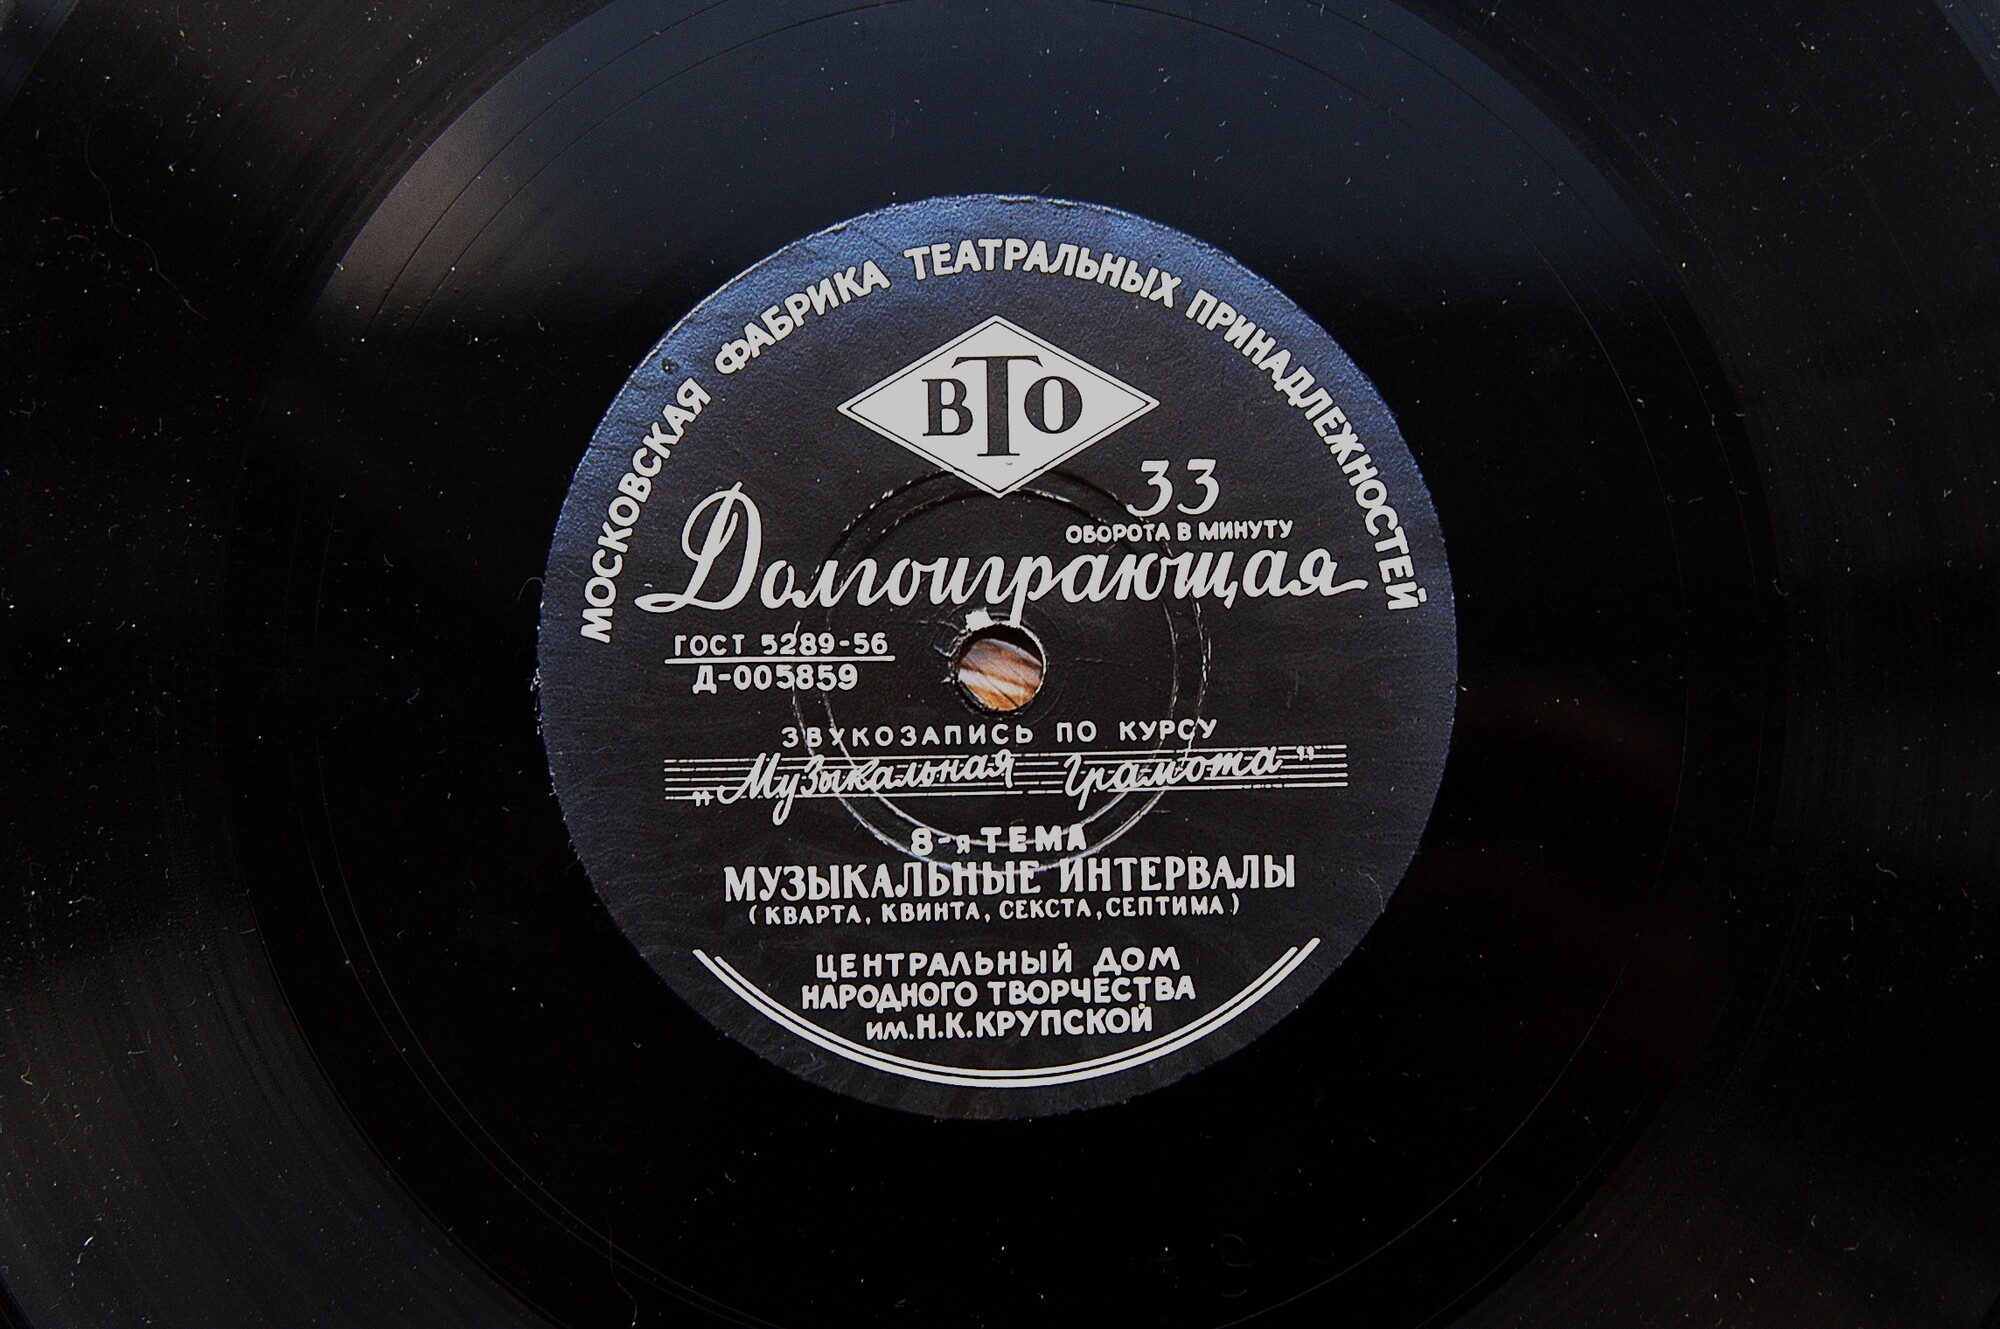 МОСКОВСКАЯ ФАБРИКА ТЕАТРАЛЬНЫХ ПРИНАДЛЕЖНОСТЕЙ
ВТО
33
ОБОРОТА В МИНУТУ
Долгоиграющая
ГОСТ 5289-56
Д-005859
ЗВУКОЗАПИСЬ ПО КУРСУ
„Музыкальная грамота"
8-я ТЕМА
МУЗЫКАЛЬНЫЕ ИНТЕРВАЛЫ
(КВАРТА, КВИНТА, СЕКСТА, СЕПТИМА)
ЦЕНТРАЛЬНЫЙ ДОМ
НАРОДНОГО ТВОРЧЕСТВА
им. Н.К.КРУПСКОЙ